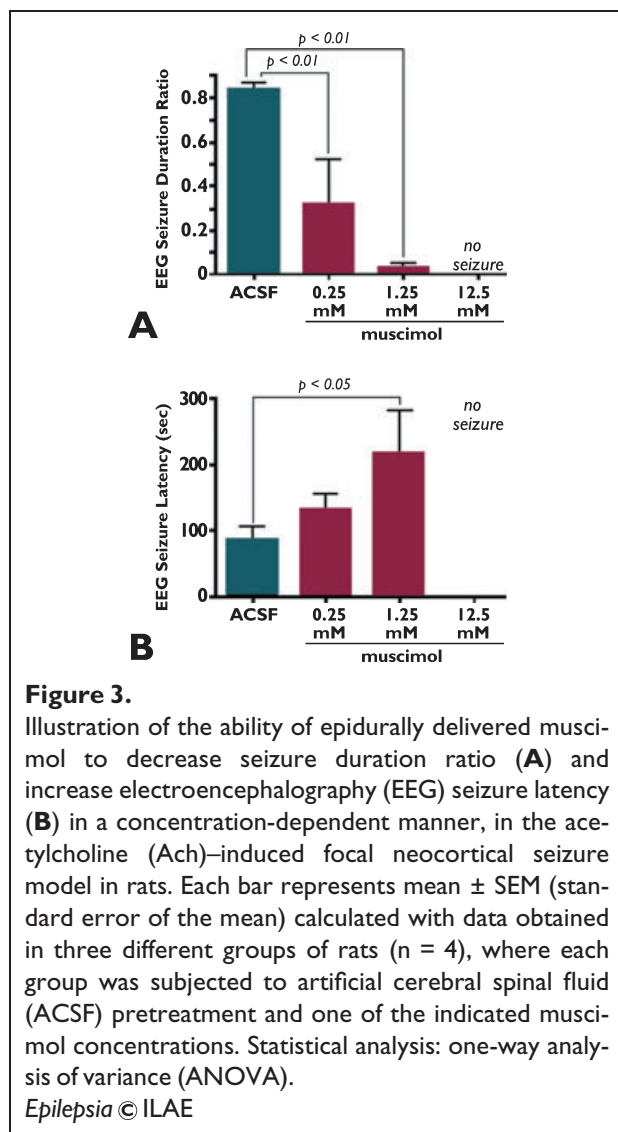 p < 0.01
p < 0.01
EEG Seizure Duration Ratio
0.8
0.6
0.4
0.2
0
no
seizure
ACSF
0.25
mM
1.25
mM
12.5
mM
muscimol
A
p < 0.05
EEG Seizure Latency (sec)
300
200
100
0
no
seizure
ACSF
0.25
mM
1.25
mM
12.5
mM
muscimol
B
Figure 3.
Illustration of the ability of epidurally delivered musci-
mol to decrease seizure duration ratio (A) and
increase electroencephalography (EEG) seizure latency
(B) in a concentration-dependent manner, in the ace-
tylcholine (Ach)–induced focal neocortical seizure
model in rats. Each bar represents mean ± SEM (stan-
dard error of the mean) calculated with data obtained
in three different groups of rats (n = 4), where each
group was subjected to artificial cerebral spinal fluid
(ACSF) pretreatment and one of the indicated musci-
mol concentrations. Statistical analysis: one-way analy-
sis of variance (ANOVA).
Epilepsia © ILAE